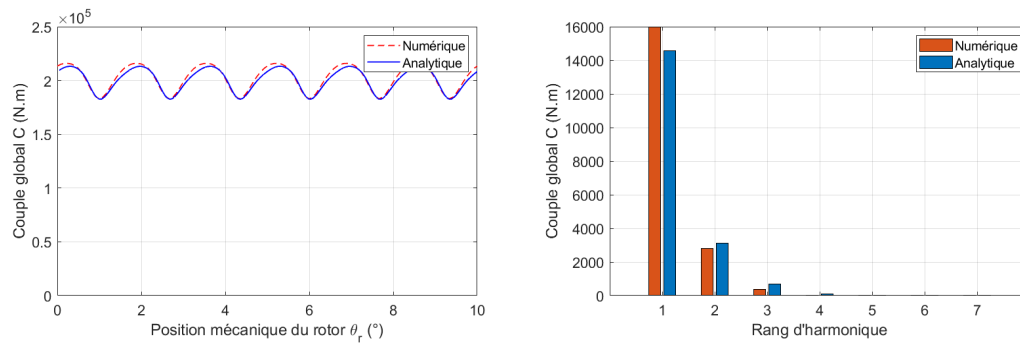 ×10⁵
2.5
2
1.5
1
0.5
0
0 2 4 6 8 10
Couple global C (N.m)
Position mécanique du rotor θr (°)
Numérique
Analytique
16000
14000
12000
10000
8000
6000
4000
2000
0
1 2 3 4 5 6 7
Couple global C (N.m)
Rang d'harmonique
Numérique
Analytique